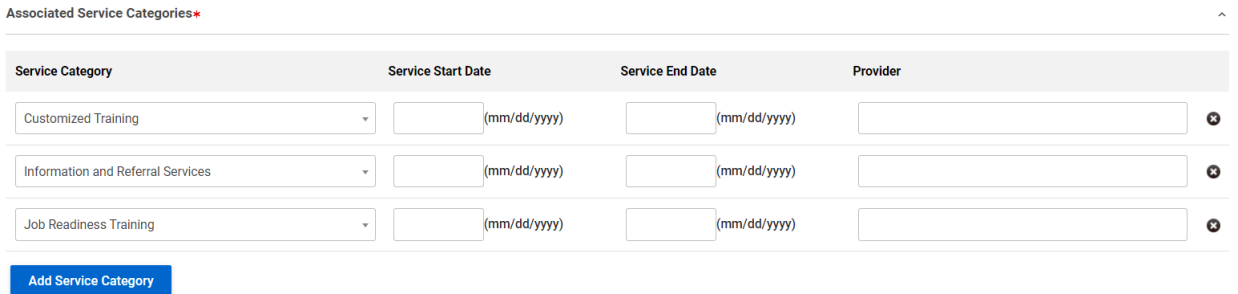 Associated Service Categories*
Service Category Service Start Date Service End Date Provider
Customized Training (mm/dd/yyyy) (mm/dd/yyyy)
Information and Referral Services (mm/dd/yyyy) (mm/dd/yyyy)
Job Readiness Training (mm/dd/yyyy) (mm/dd/yyyy)
Add Service Category